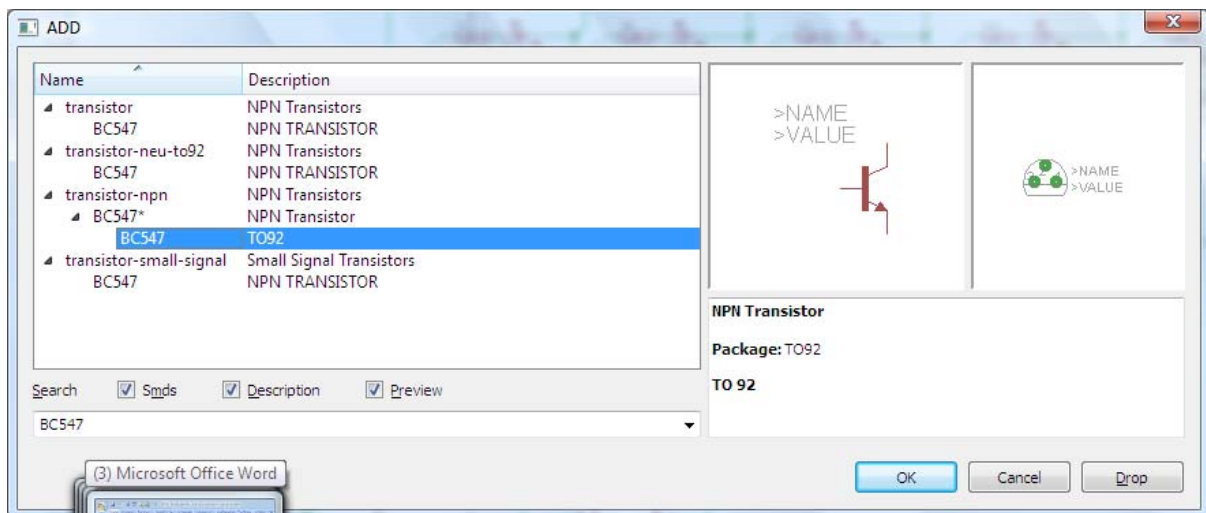 ADD
Name Description
transistor NPN Transistors
BC547 NPN TRANSISTOR
transistor-neu-to92 NPN Transistors
BC547 NPN TRANSISTOR
transistor-npn NPN Transistors
BC547* NPN Transistor
BC547 TO92
transistor-small-signal Small Signal Transistors
BC547 NPN TRANSISTOR
>NAME
>VALUE
>NAME
>VALUE
NPN Transistor
Package: TO92
TO 92
Search Smds Description Preview
BC547
(3) Microsoft Office Word
OK Cancel Drop